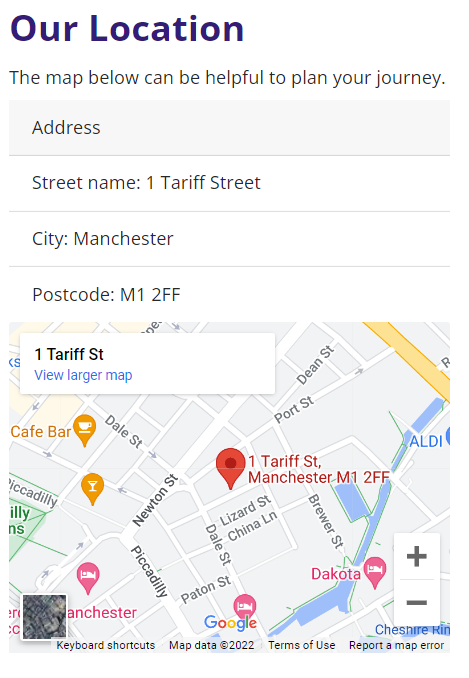 Our Location
The map below can be helpful to plan your journey.
Address
Street name: 1 Tariff Street
City: Manchester
Postcode: M1 2FF
1 Tariff St
View larger map
Dean St
Port St
Cafe Bar
Dale St
ALDI
1 Tariff St,
Manchester M1 2FF
Piccadilly
Newton St
Lizard St
China Ln
Brewer St
Dale St
Piccadilly
Dakota
Paton St
Google
Cheshire Rin
Keyboard shortcuts
Map data ©2022
Terms of Use
Report a map error